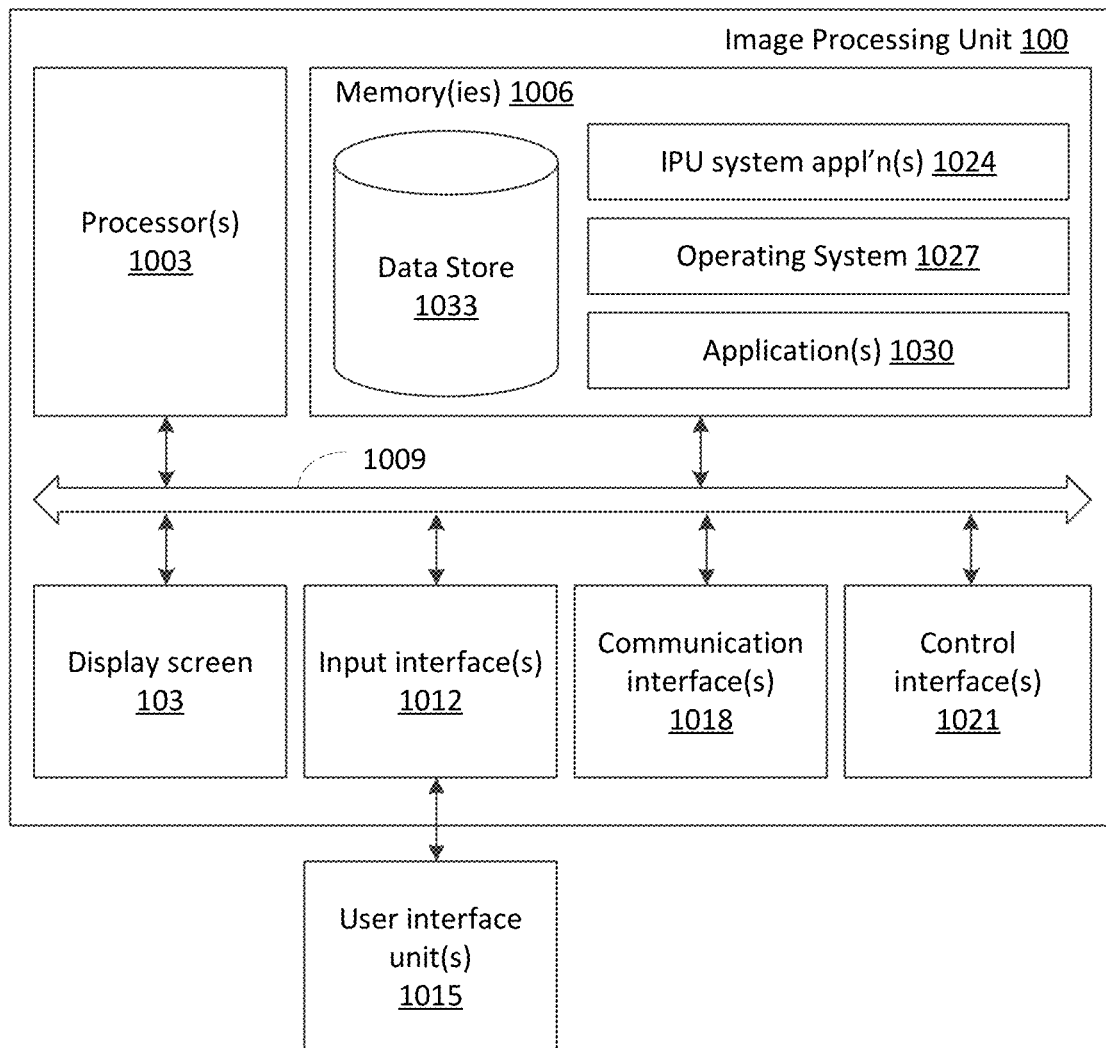 Image Processing Unit 100
Processor(s)
1003
Memory(ies) 1006
Data Store
1033
IPU system appl'n(s) 1024
Operating System 1027
Application(s) 1030
1009
Display screen
103
Input interface(s)
1012
Communication
interface(s)
1018
Control
interface(s)
1021
User interface
unit(s)
1015